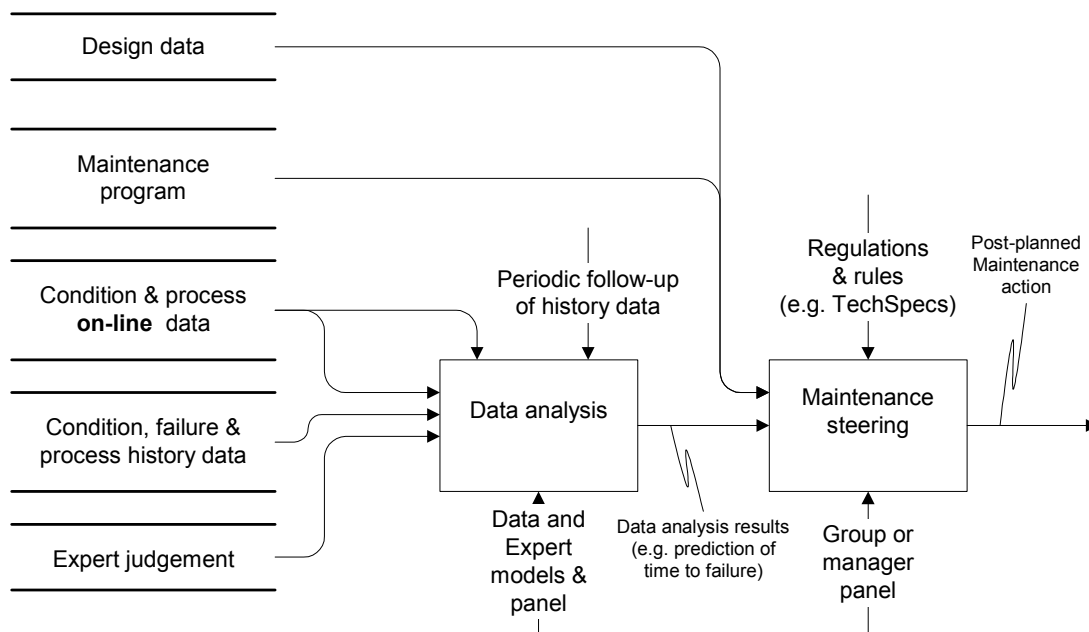 Design data
Maintenance
program
Condition & process
on-line data
Condition, failure &
process history data
Expert judgement
Periodic follow-up
of history data
Data analysis
Data and
Expert
models &
panel
Data analysis results
(e.g. prediction of
time to failure)
Regulations
& rules
(e.g. TechSpecs)
Maintenance
steering
Group or
manager
panel
Post-planned
Maintenance
action